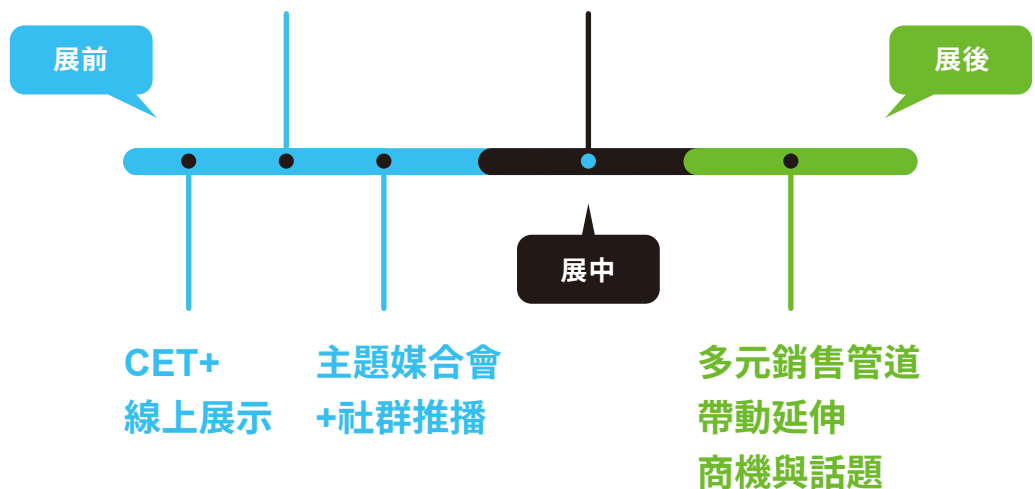 展前
展後
展中
CET+
線上展示
主題媒合會
+社群推播
多元銷售管道
帶動延伸
商機與話題